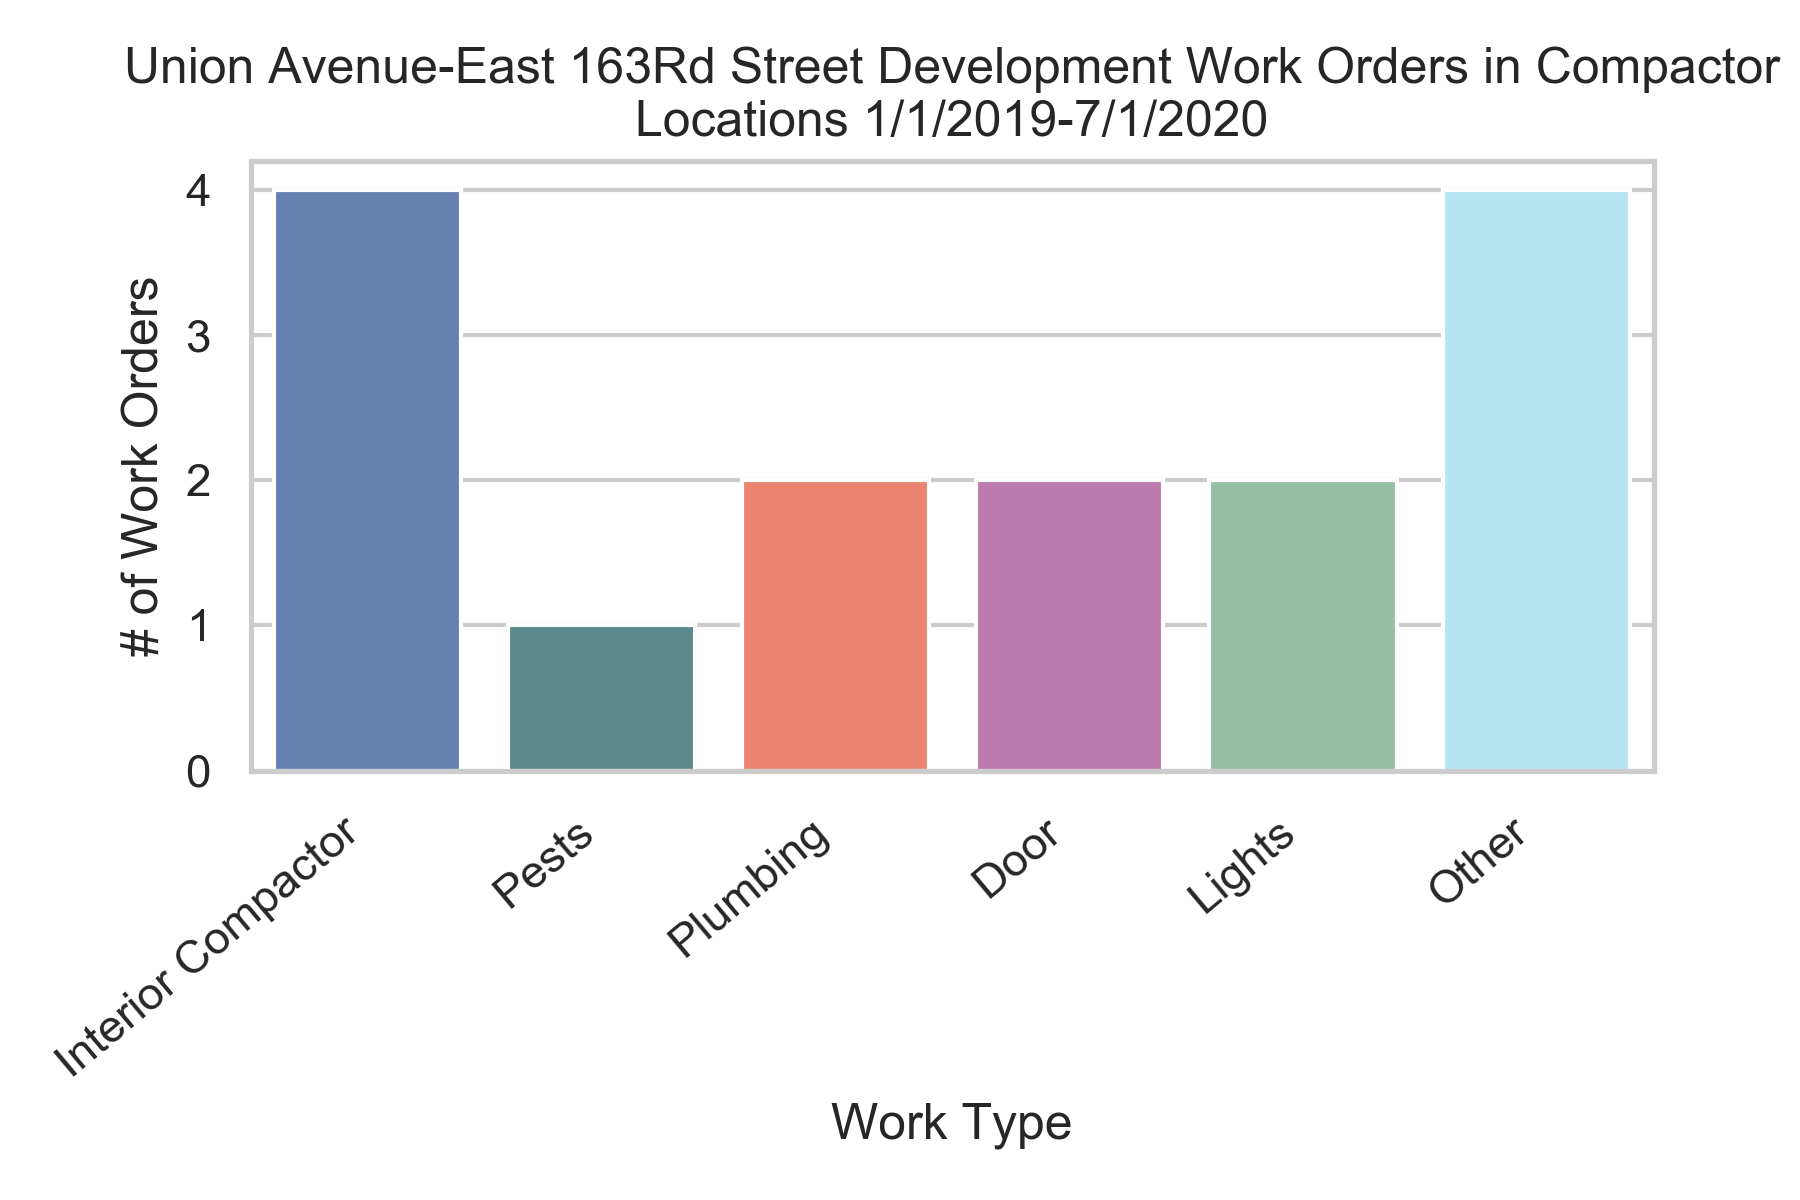 Union Avenue-East 163Rd Street Development Work Orders in Compactor
Locations 1/1/2019-7/1/2020
# of Work Orders
4
3
2
1
0
Interior Compactor
Pests
Plumbing
Door
Lights
Other
Work Type